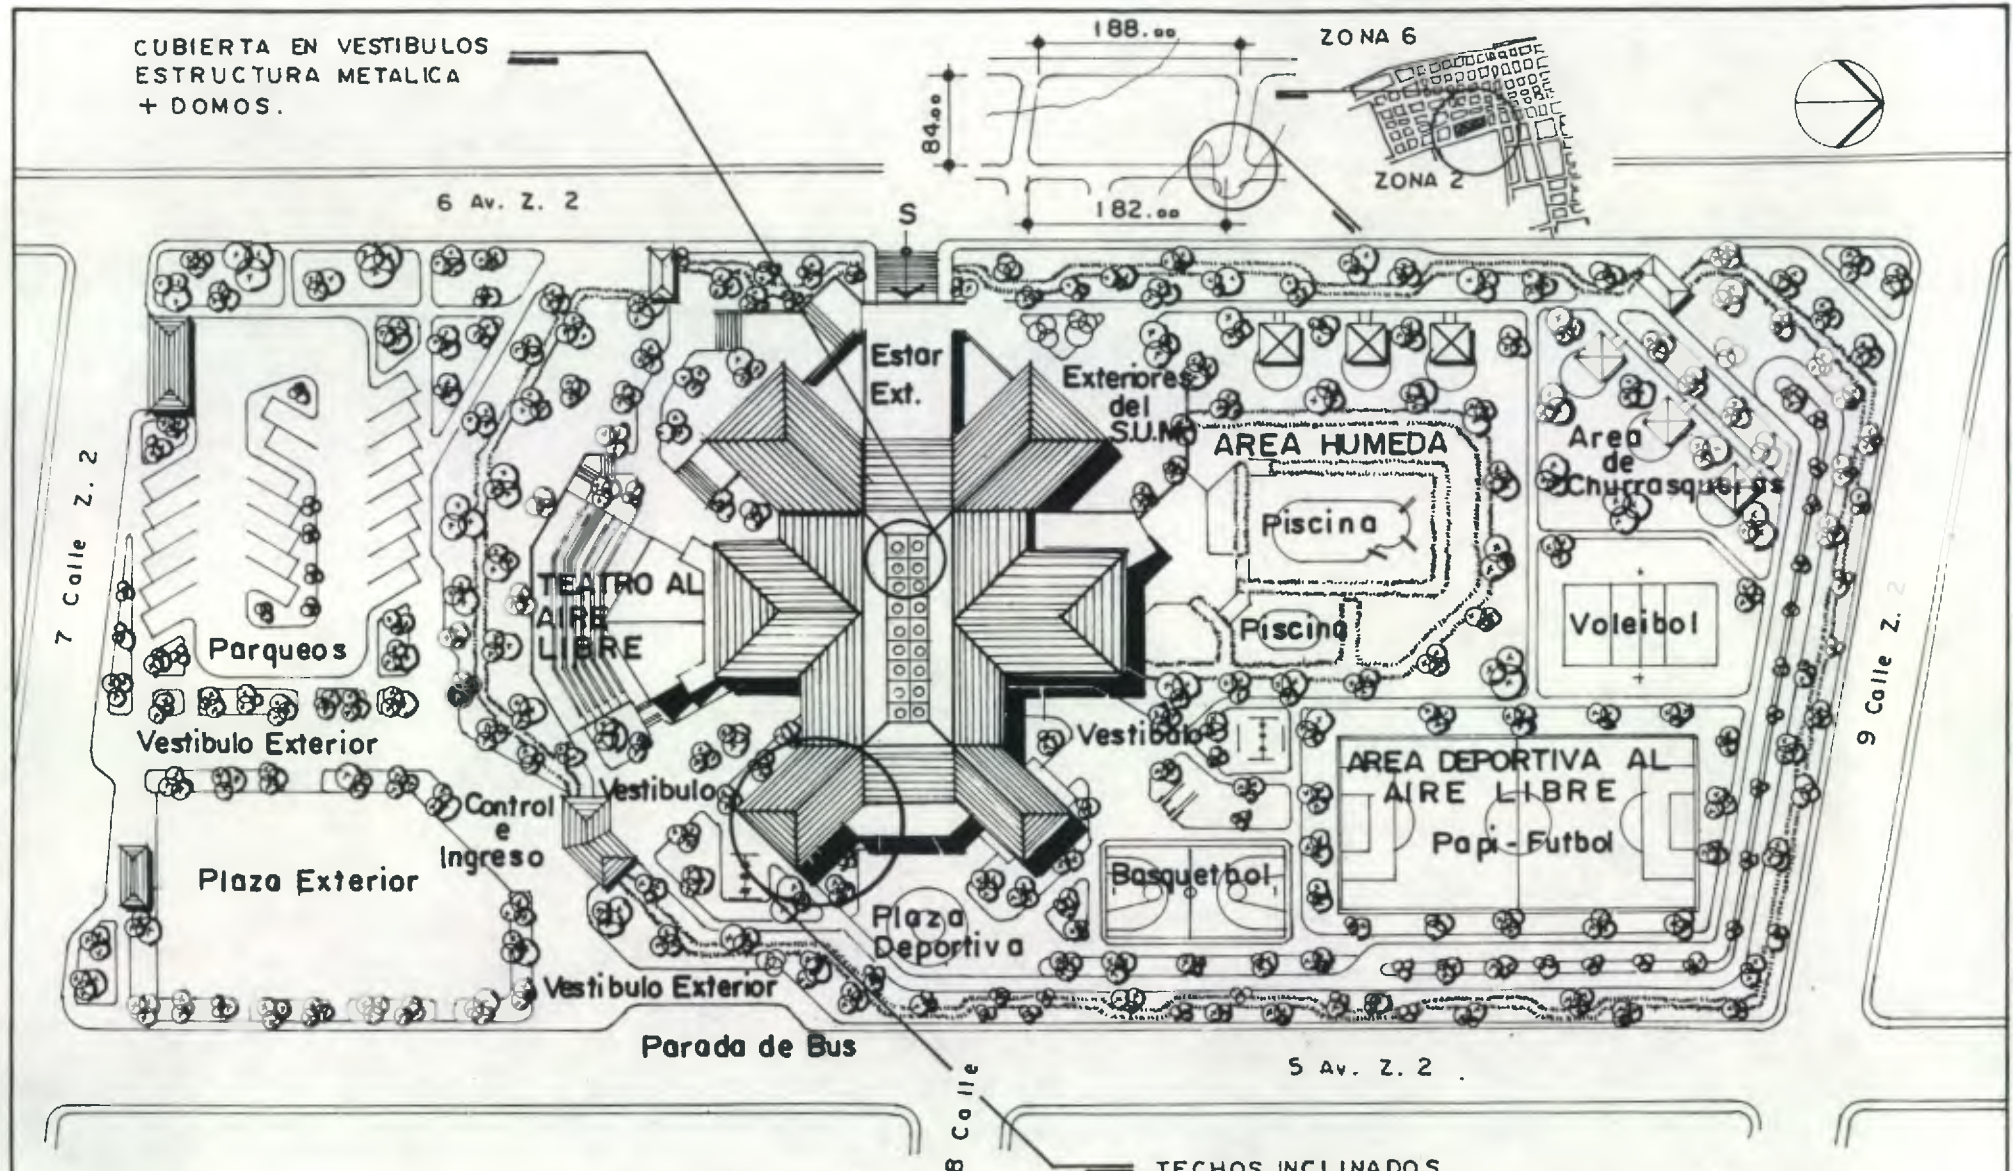 CUBIERTA EN VESTIBULOS
ESTRUCTURA METALICA
+ DOMOS.
188.00
84.00
182.00
ZONA 6
ZONA 2
6 Av. Z. 2
S
Estar
Ext.
Exteriores
del
S.U.M
AREA HUMEDA
Piscina
Piscina
Area
de
Churrasqueras
Voleibol
7 Calle Z. 2
9 Calle Z. 2
TEATRO AL
AIRE
LIBRE
Parqueos
Vestibulo Exterior
Control
e
Ingreso
Vestibulo
Vestibulo
AREA DEPORTIVA AL
AIRE LIBRE
Papi-Futbol
Plaza Exterior
Basquetbol
Plaza
Deportiva
Vestibulo Exterior
Parada de Bus
5 Av. Z. 2
8 Calle
TECHOS INCLINADOS